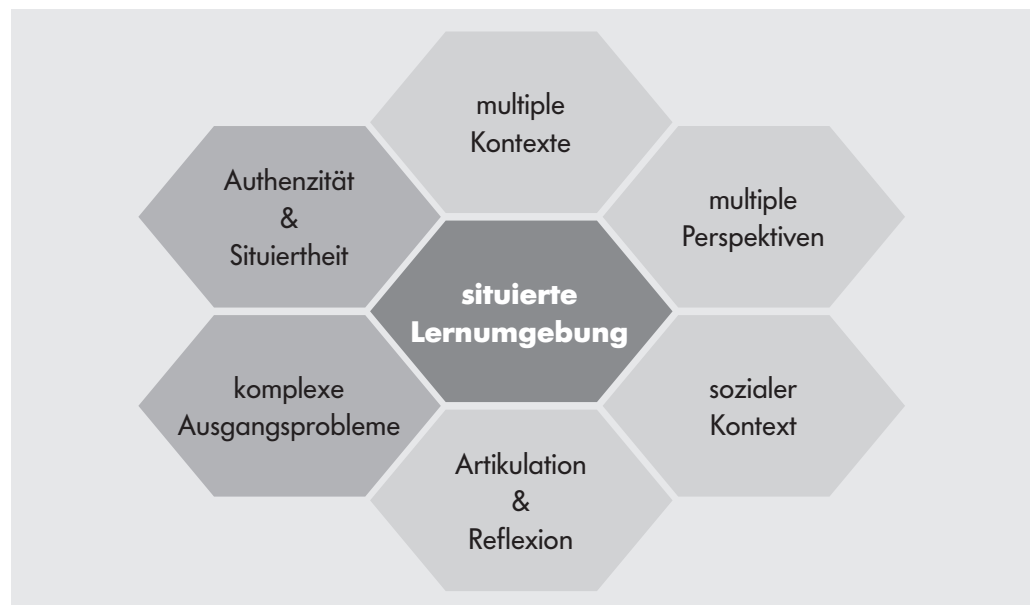 multiple
Kontexte
Authenzität
&
Situiertheit
multiple
Perspektiven
situierte
Lernumgebung
komplexe
Ausgangsprobleme
sozialer
Kontext
Artikulation
&
Reflexion